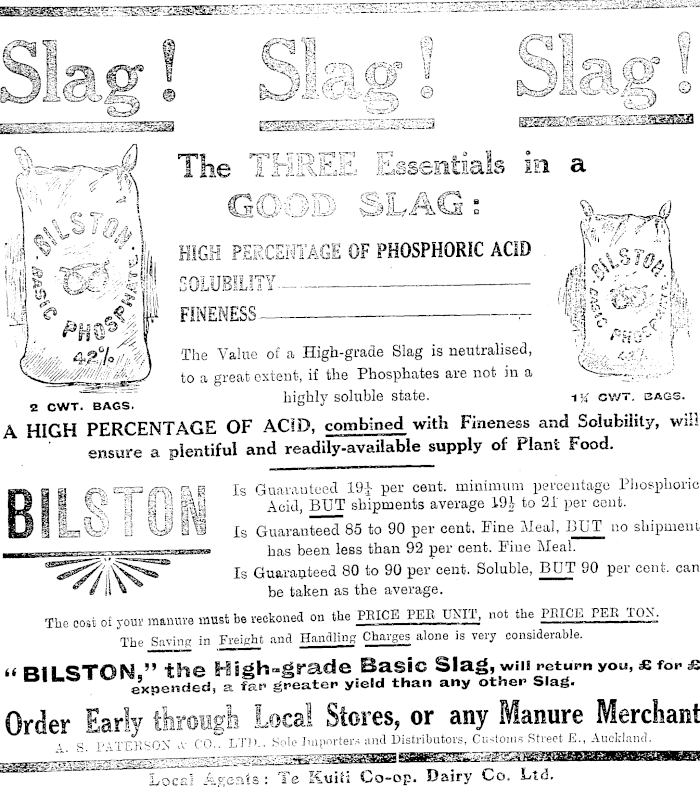 Slag! Slag! Slag!
The THREE Essentials in a
GOOD SLAG:
BILSTON
BASIC PHOSPHATE
42%
2 CWT. BAGS.
HIGH PERCENTAGE OF PHOSPHORIC ACID
SOLUBILITY
FINENESS
The Value of a High-grade Slag is neutralised,
to a great extent, if the Phosphates are not in a
highly soluble state.
BILSTON
BASIC PHOSPHATE
42%
CWT. BAGS.
A HIGH PERCENTAGE OF ACID, combined with Fineness and Solubility, will
ensure a plentiful and readily-available supply of Plant Food.
BILSTON
Is Guaranteed 19½ per cent. minimum percentage Phosphoric
Acid, BUT shipments average 19½ to 21 per cent.
Is Guaranteed 85 to 90 per cent. Fine Meal, BUT no shipment
has been less than 92 per cent. Fine Meal.
Is Guaranteed 80 to 90 per cent. Soluble, BUT 90 per cent. can
be taken as the average.
The cost of your manure must be reckoned on the PRICE PER UNIT, not the PRICE PER TON.
The Saving in Freight and Handling Charges alone is very considerable.
"BILSTON," the High-grade Basic Slag, will return you, £ for £
expended, a far greater yield than any other Slag.
Order Early through Local Stores, or any Manure Merchant
A. S. PATERSON & CO., LTD., Sole Importers and Distributors, Customs Street E., Auckland.
Local Agents: Te Kuiti Co-op. Dairy Co. Ltd.